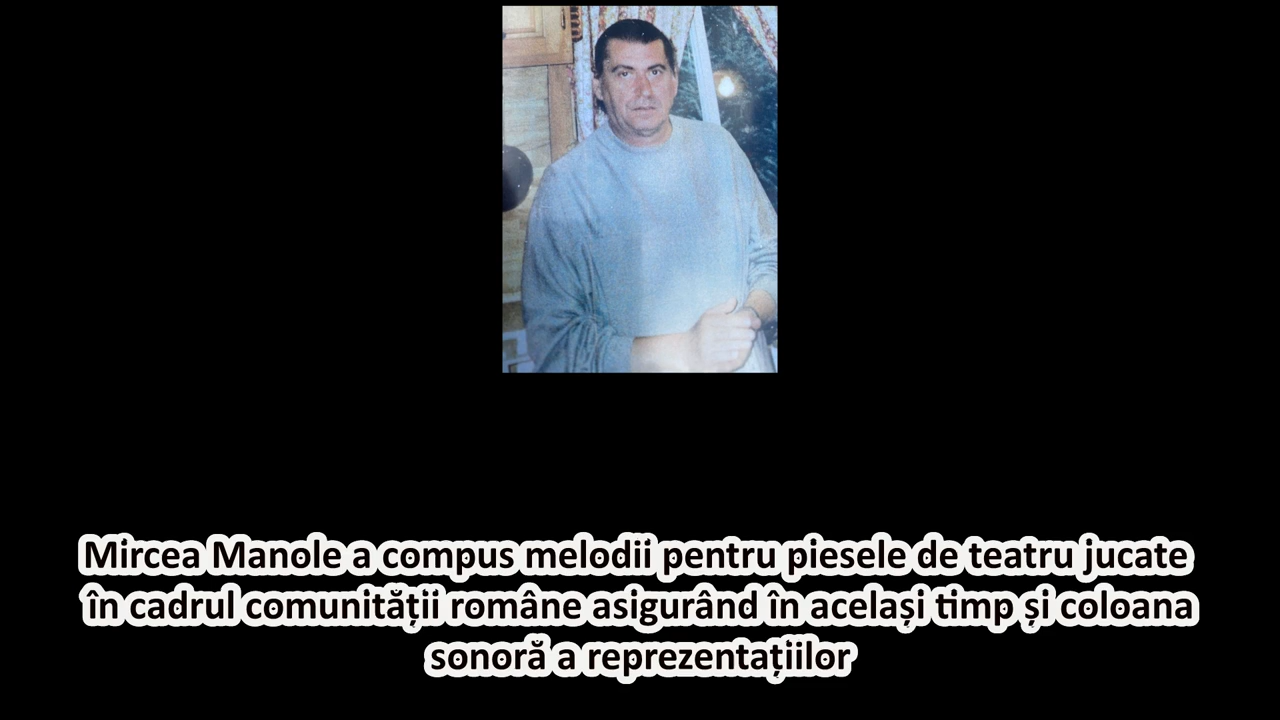 Mircea Manole a compus melodii pentru piesele de teatru jucate
în cadrul comunității române asigurând în același timp și coloana
sonoră a reprezentațiilor